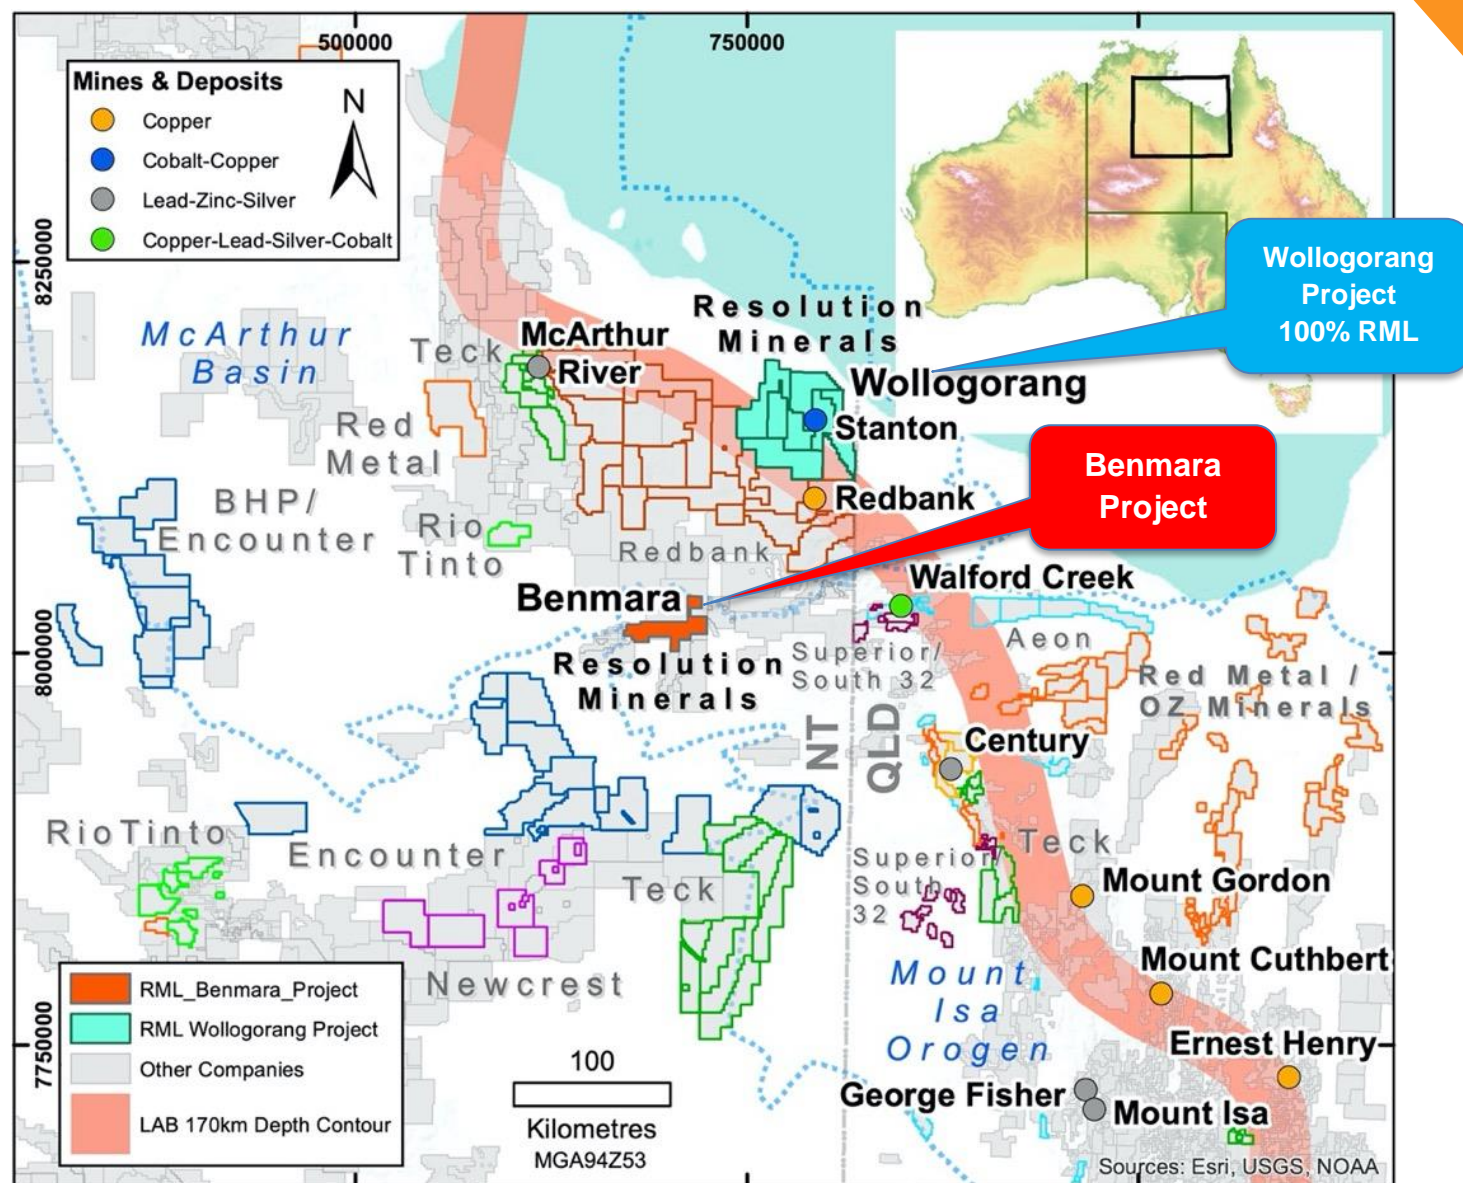 500000
750000
Mines & Deposits
N
Copper
Cobalt-Copper
Lead-Zinc-Silver
Copper-Lead-Silver-Cobalt
8250000
8000000
7750000
Wollogorang
Project
100% RML
Resolution
Minerals
McArthur
Basin
Teck
McArthur
River
Wollogorang
Stanton
Red
Metal
Benmara
Project
BHP/
Encounter
Redbank
Rio
Tinto
Redbank
Walford Creek
Benmara
Aeon
Resolution
Minerals
Superior/
South 32
Red Metal /
OZ Minerals
NT
QLD
Century
RioTinto
Encounter
Teck
Teck
Superior/
South
32
Mount Gordon
Newcrest
Mount
Isa
Orogen
Mount Cuthbert
RML_Benmara_Project
RML Wollogorang Project
Other Companies
LAB 170km Depth Contour
100
Kilometres
MGA94Z53
Ernest Henry
George Fisher
Mount Isa
Sources: Esri, USGS, NOAA